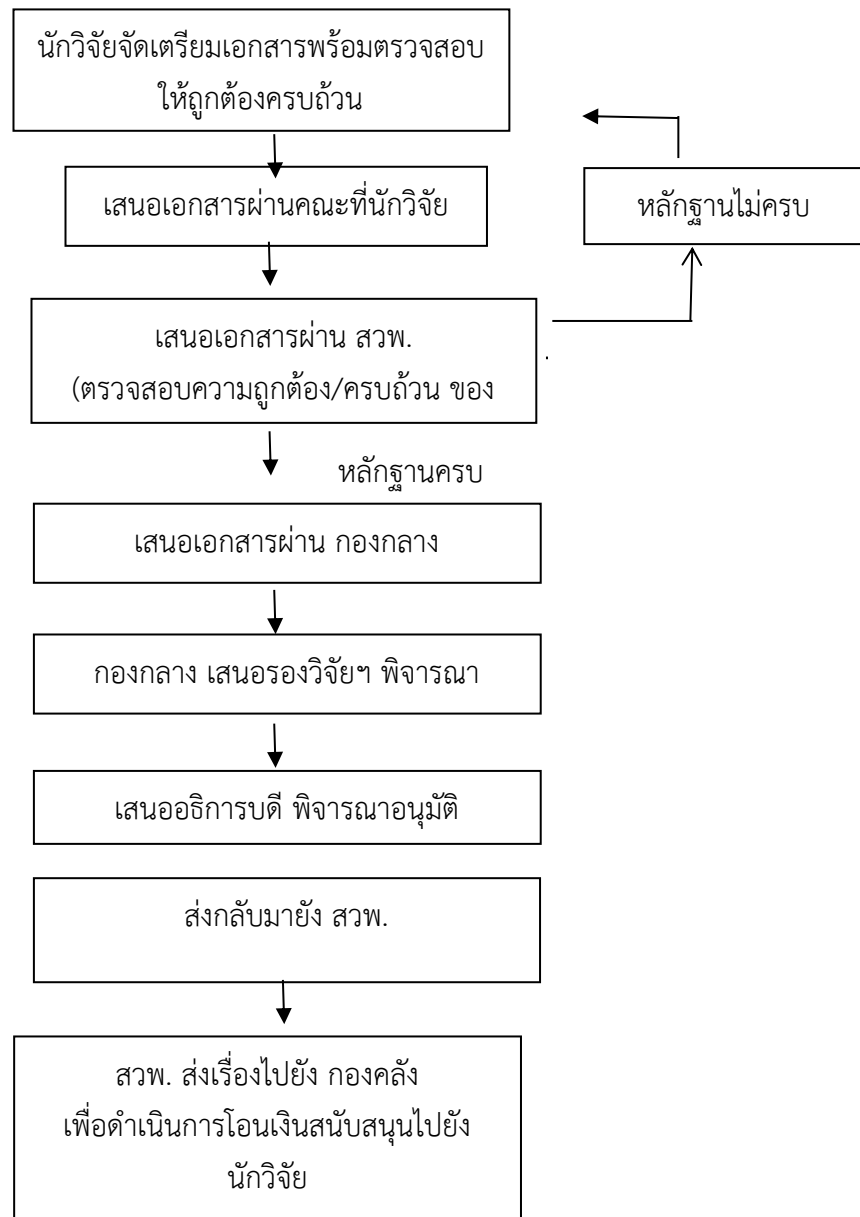 นักวิจัยจัดเตรียมเอกสารพร้อมตรวจสอบ
ให้ถูกต้องครบถ้วน
เสนอเอกสารผ่านคณะที่นักวิจัย
หลักฐานไม่ครบ
เสนอเอกสารผ่าน สวพ.
(ตรวจสอบความถูกต้อง/ครบถ้วน ของ
หลักฐานครบ
เสนอเอกสารผ่าน กองกลาง
กองกลาง เสนอรองวิจัยฯ พิจารณา
เสนออธิการบดี พิจารณาอนุมัติ
ส่งกลับมายัง สวพ.
สวพ. ส่งเรื่องไปยัง กองคลัง
เพื่อดำเนินการโอนเงินสนับสนุนไปยัง
นักวิจัย